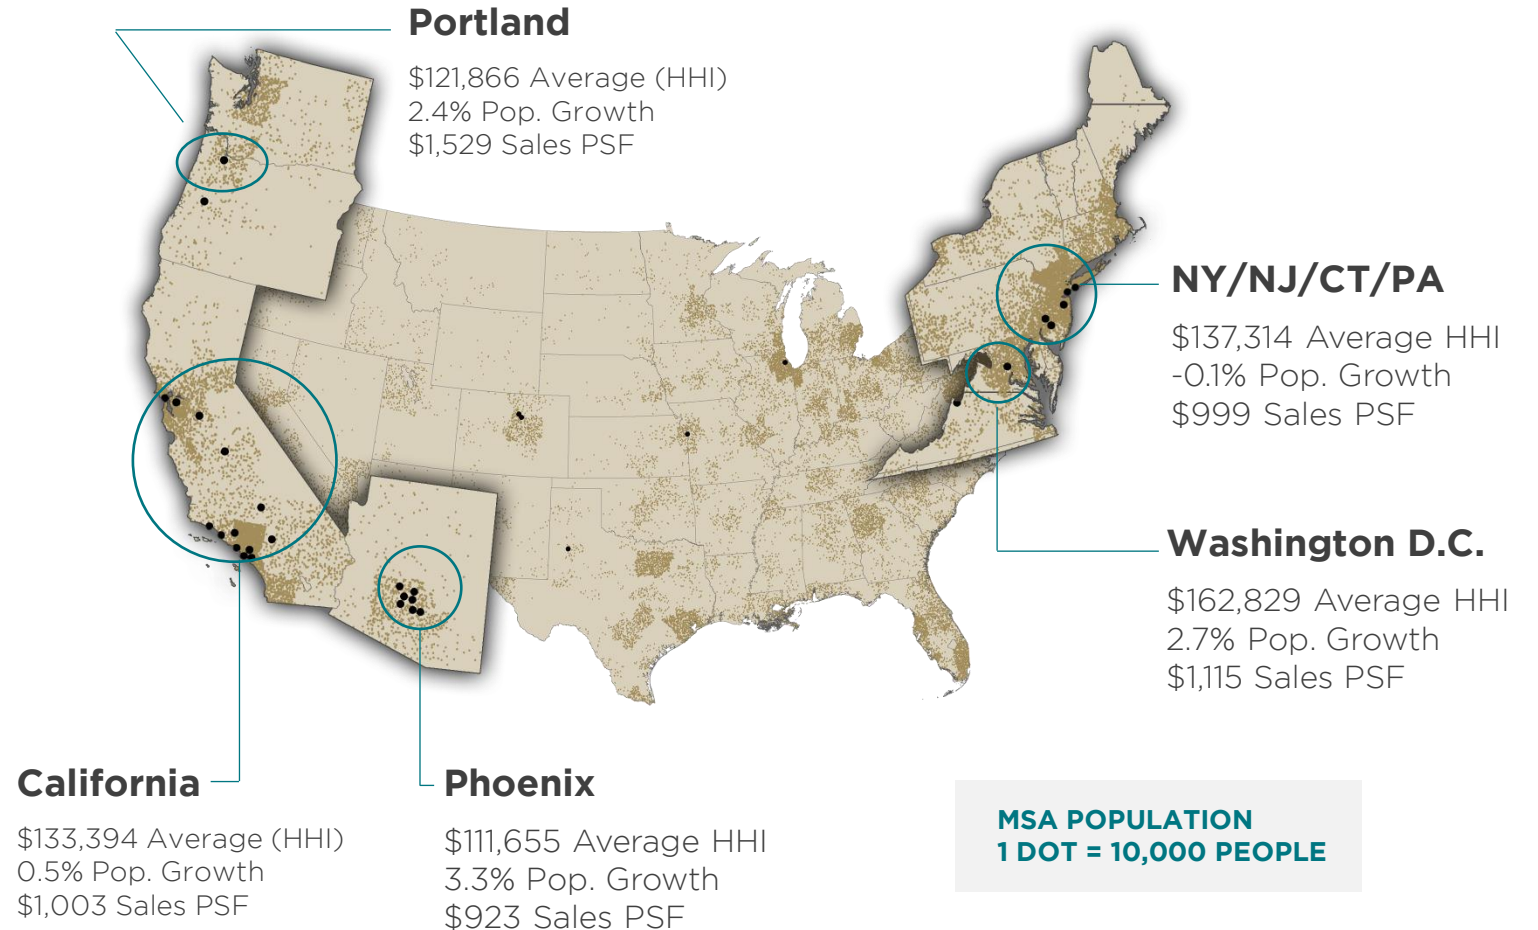 Portland
$121,866 Average (HHI)
2.4% Pop. Growth
$1,529 Sales PSF
NY/NJ/CT/PA
$137,314 Average HHI
-0.1% Pop. Growth
$999 Sales PSF
Washington D.C.
$162,829 Average HHI
2.7% Pop. Growth
$1,115 Sales PSF
California
$133,394 Average (HHI)
0.5% Pop. Growth
$1,003 Sales PSF
Phoenix
$111,655 Average HHI
3.3% Pop. Growth
$923 Sales PSF
MSA POPULATION
1 DOT = 10,000 PEOPLE